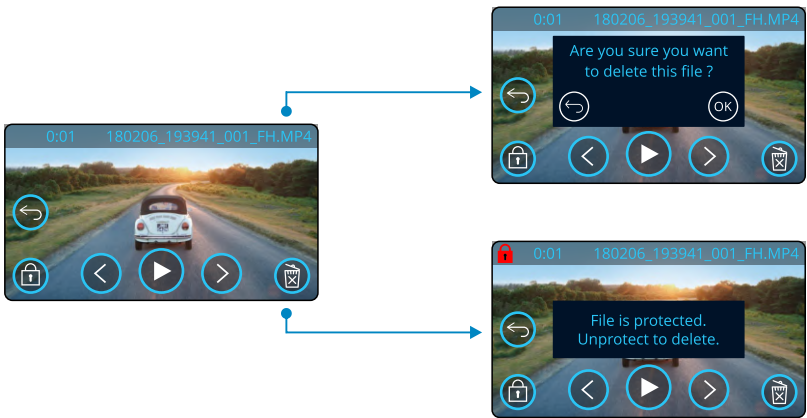 0:01 180206_193941_001_FH.MP4
Are you sure you want
to delete this file ?
OK
0:01 180206_193941_001_FH.MP4
0:01 180206_193941_001_FH.MP4
File is protected.
Unprotect to delete.